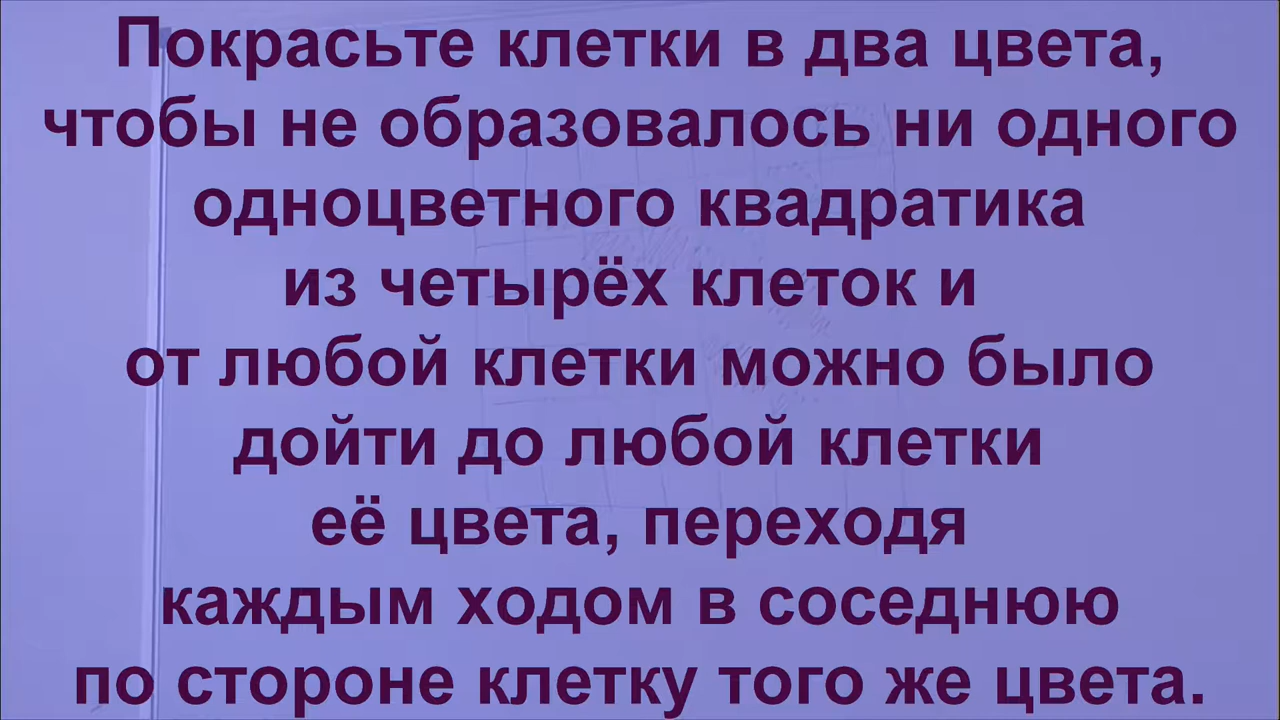 Покрасьте клетки в два цвета,
чтобы не образовалось ни одного
одноцветного квадратика
из четырёх клеток и
от любой клетки можно было
дойти до любой клетки
её цвета, переходя
каждым ходом в соседнюю
по стороне клетку того же цвета.